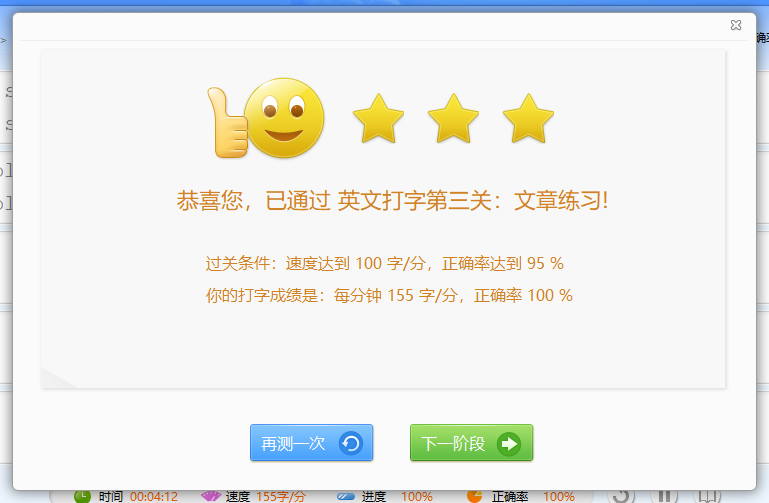 恭喜您，已通过 英文打字第三关：文章练习!
过关条件：速度达到 100 字/分，正确率达到 95 %
你的打字成绩是：每分钟 155 字/分，正确率 100 %
再测一次
下一阶段
时间 00:04:12 速度 155字/分 进度 100% 正确率 100%